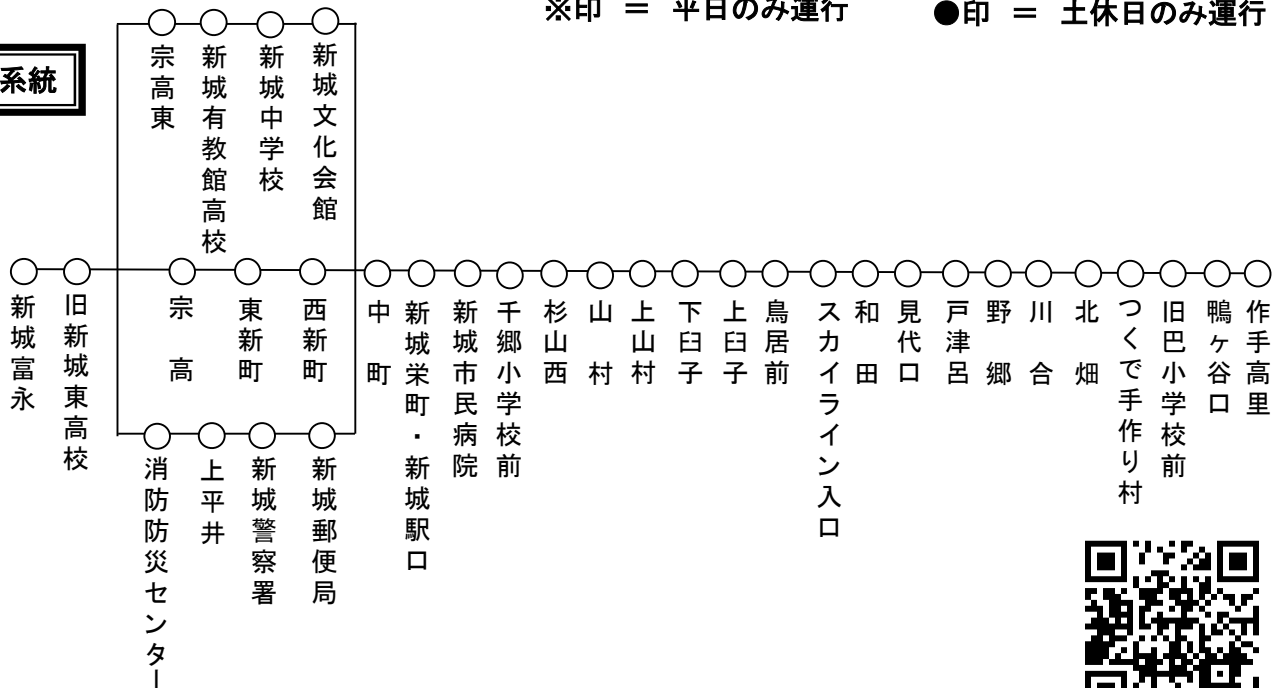 ※印 ＝ 平日のみ運行
●印 ＝ 土休日のみ運行
系統
宗高東
新城有教館高校
新城中学校
新城文化会館
新城富永
旧新城東高校
宗高
東新町
西新町
中町
新城栄町・新城駅口
新城市民病院
千郷小学校前
杉山西
山村
上山村
下臼子
上臼子
鳥居前
スカイライン入口
和田
見代口
戸津呂
野郷
川合
北畑
つくで手作り村
旧巴小学校前
鴨ヶ谷口
作手高里
消防防災センター
上平井
新城警察署
新城郵便局